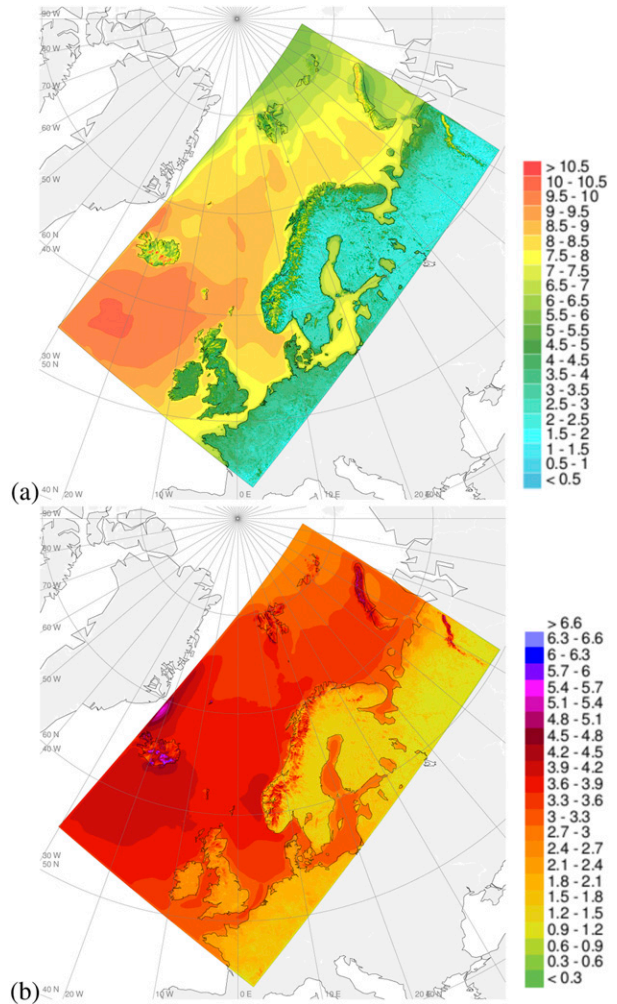 90 W
80 W
70 W
60 W
50 W
60 N
40 W
30 W
50 N
40 N
20 W
10 W
0 E
10 E
20 E
> 10.5
10 - 10.5
9.5 - 10
9 - 9.5
8.5 - 9
8 - 8.5
7.5 - 8
7 - 7.5
6.5 - 7
6 - 6.5
5.5 - 6
5 - 5.5
4.5 - 5
4 - 4.5
3.5 - 4
3 - 3.5
2.5 - 3
2 - 2.5
1.5 - 2
1 - 1.5
0.5 - 1
< 0.5
(a)
90 W
80 W
70 W
60 W
50 W
60 N
40 W
30 W
50 N
40 N
20 W
10 W
0 E
10 E
20 E
> 6.6
6.3 - 6.6
6 - 6.3
5.7 - 6
5.4 - 5.7
5.1 - 5.4
4.8 - 5.1
4.5 - 4.8
4.2 - 4.5
3.9 - 4.2
3.6 - 3.9
3.3 - 3.6
3 - 3.3
2.7 - 3
2.4 - 2.7
2.1 - 2.4
1.8 - 2.1
1.5 - 1.8
1.2 - 1.5
0.9 - 1.2
0.6 - 0.9
0.3 - 0.6
< 0.3
(b)